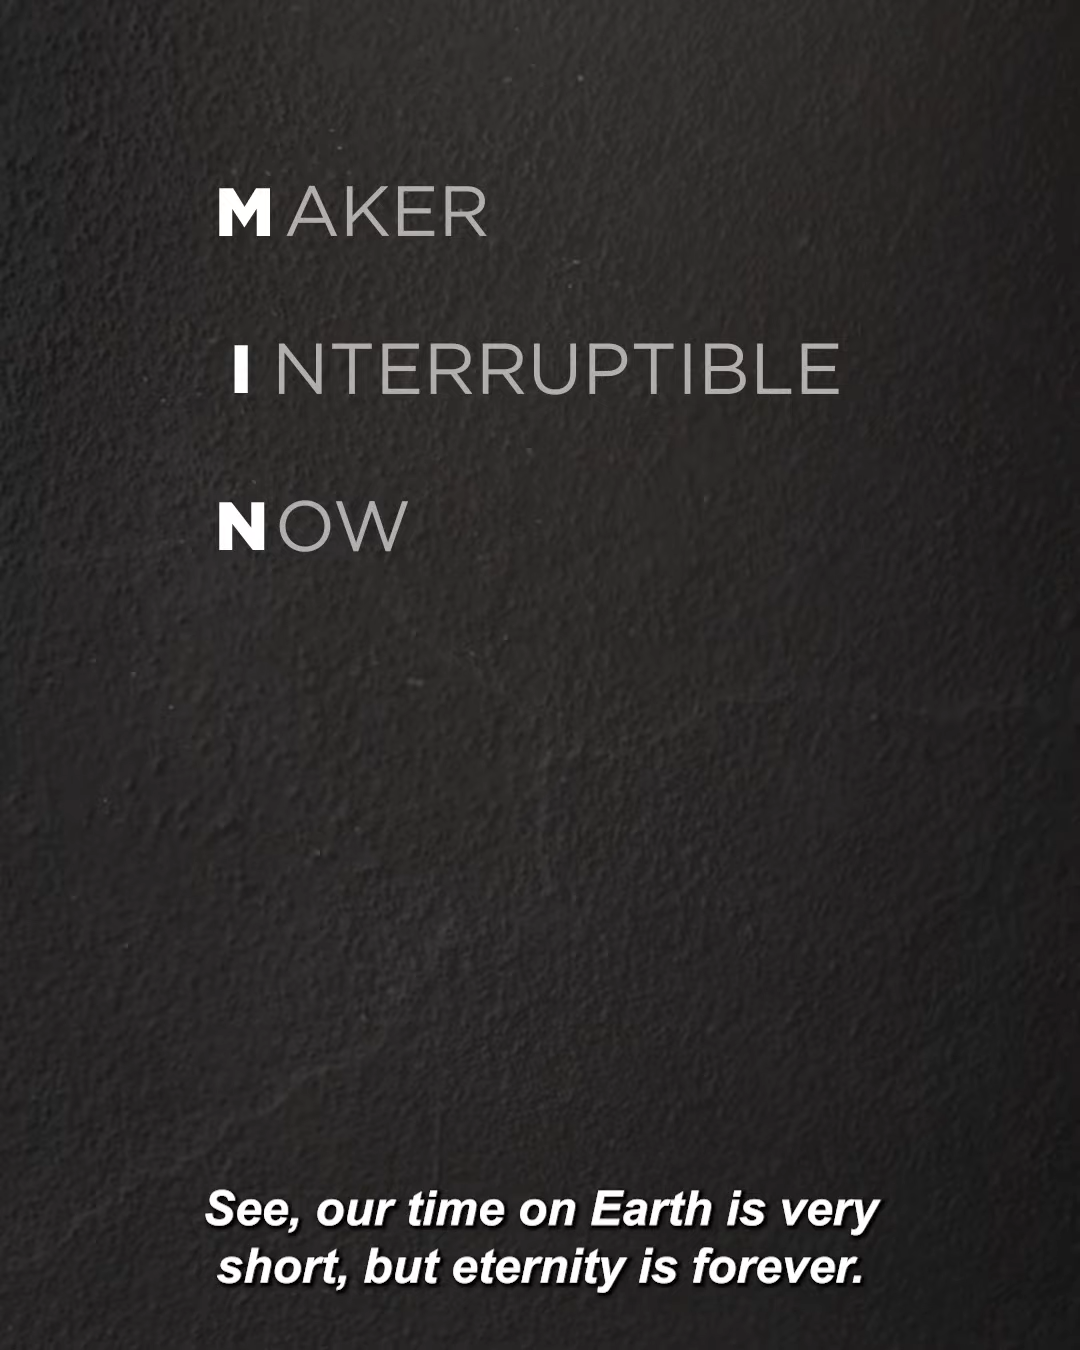 MAKER
INTERRUPTIBLE
NOW
See, our time on Earth is very
short, but eternity is forever.